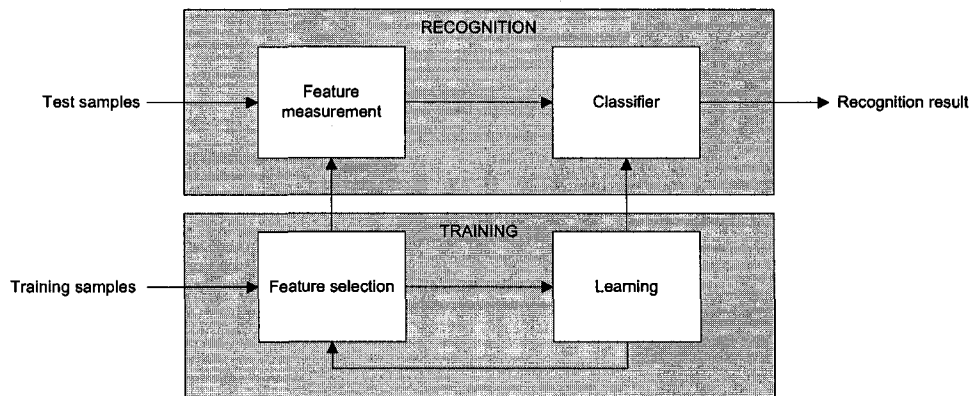 RECOGNITION
Test samples
Feature
measurement
Classifier
Recognition result
TRAINING
Training samples
Feature selection
Learning